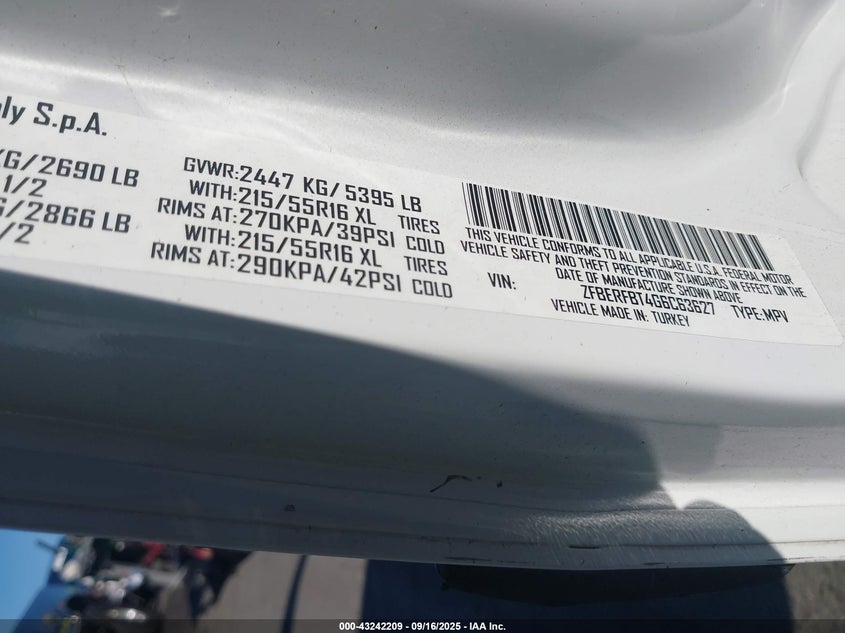 ly S.p.A.
KG/2690 LB
1/2
G/2866 LB
/2
GVWR:2447 KG/5395 LB
WITH:215/55R16 XL TIRES
RIMS AT:270KPA/39PSI COLD
WITH:215/55R16 XL TIRES
RIMS AT:290KPA/42PSI COLD
THIS VEHICLE CONFORMS TO ALL APPLICABLE U.S.A. FEDERAL MOTOR
VEHICLE SAFETY AND THEFT PREVENTION STANDARDS IN EFFECT ON THE
DATE OF MANUFACTURE SHOWN ABOVE.
VIN: ZFBERFBT4G6C63627 TYPE:MPV
VEHICLE MADE IN: TURKEY
000-43242209 - 09/16/2025 - IAA Inc.